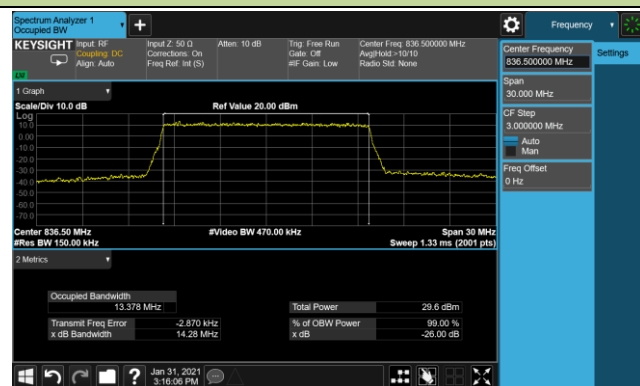 Spectrum Analyzer 1
Occupied BW
Frequency
KEYSIGHT
Input: RF
Coupling: DC
Align: Auto
Input Z: 50 Ω
Corrections: On
Freq Ref: Int (S)
Atten: 10 dB
Trig: Free Run
Gate: Off
#IF Gain: Low
Center Freq: 836.500000 MHz
Avg|Hold:>10/10
Radio Std: None
Center Frequency
836.500000 MHz
Settings
Span
30.000 MHz
CF Step
3.000000 MHz
Auto
Man
Freq Offset
0 Hz
1 Graph
Scale/Div 10.0 dB
Ref Value 20.00 dBm
Log
10.0
0.00
-10.0
-20.0
-30.0
-40.0
-50.0
-60.0
-70.0
Center 836.50 MHz
#Video BW 470.00 kHz
Span 30 MHz
#Res BW 150.00 kHz
Sweep 1.33 ms (2001 pts)
2 Metrics
Occupied Bandwidth
13.378 MHz
Total Power 29.6 dBm
Transmit Freq Error -2.870 kHz
% of OBW Power 99.00 %
x dB Bandwidth 14.28 MHz
x dB -26.00 dB
Jan 31, 2021
3:16:06 PM